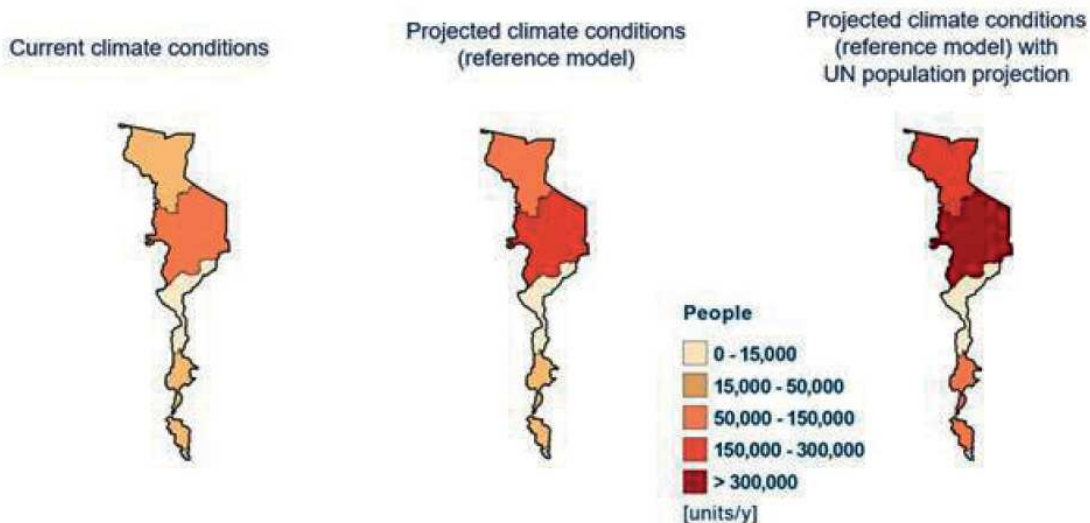 Current climate conditions
Projected climate conditions
(reference model)
Projected climate conditions
(reference model) with
UN population projection
People
0 - 15,000
15,000 - 50,000
50,000 - 150,000
150,000 - 300,000
> 300,000
[units/y]